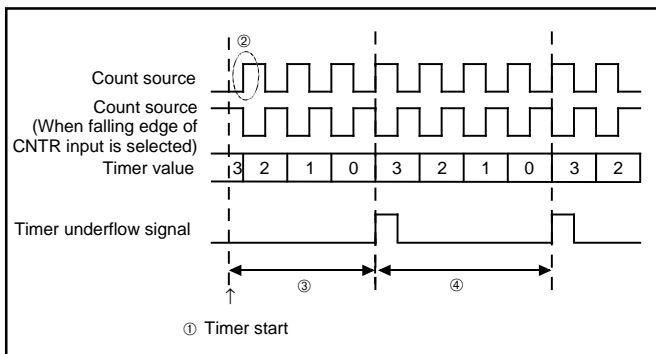 ②
Count source
Count source
(When falling edge of
CNTR input is selected)
Timer value
3 2 1 0 3 2 1 0 3 2
Timer underflow signal
③ ④
↑
① Timer start